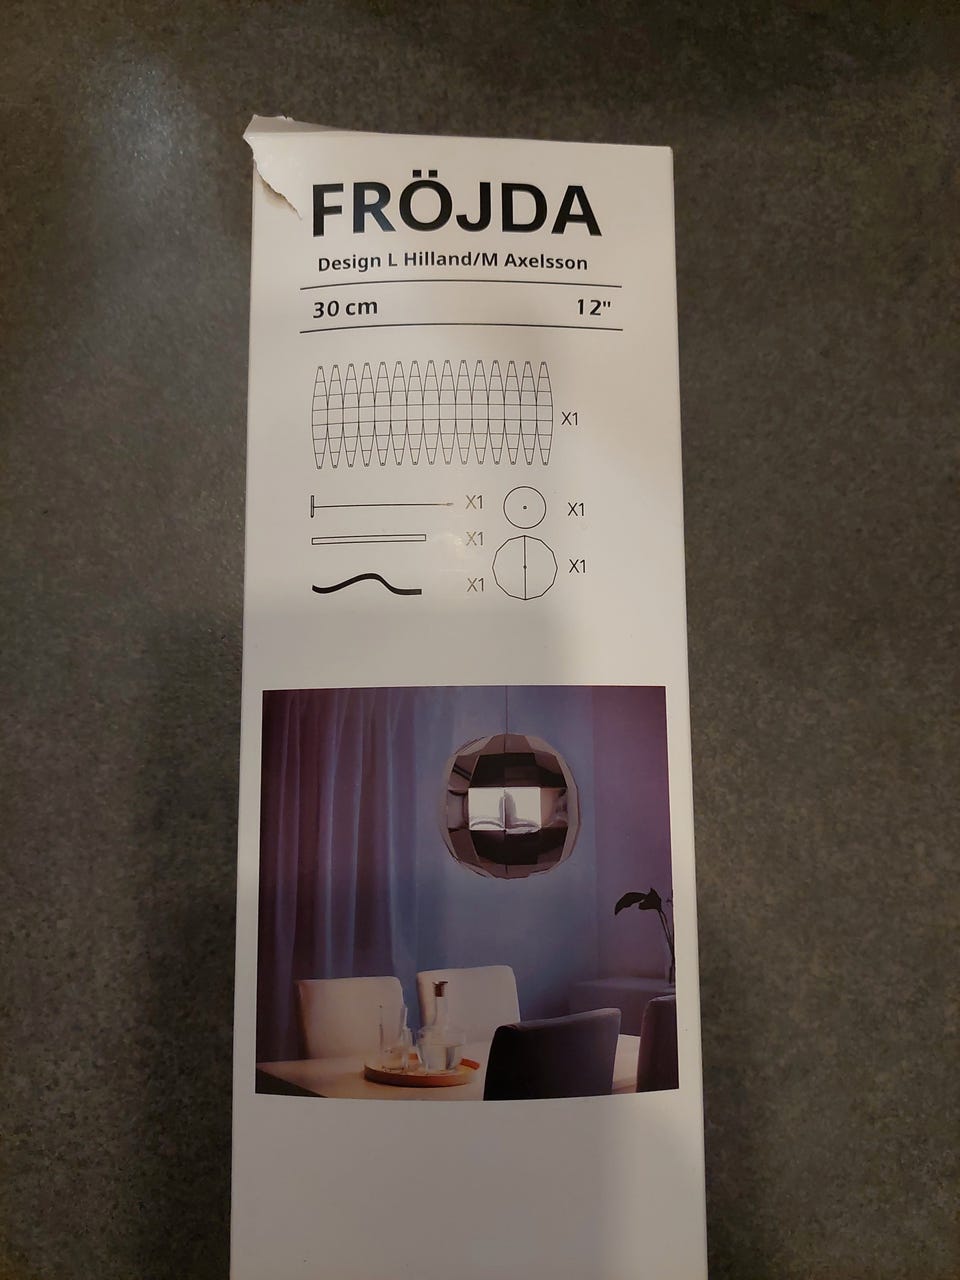 FRÖJDA
Design L Hilland/M Axelsson
30 cm 12"
X1
X1 X1
X1
X1
X1